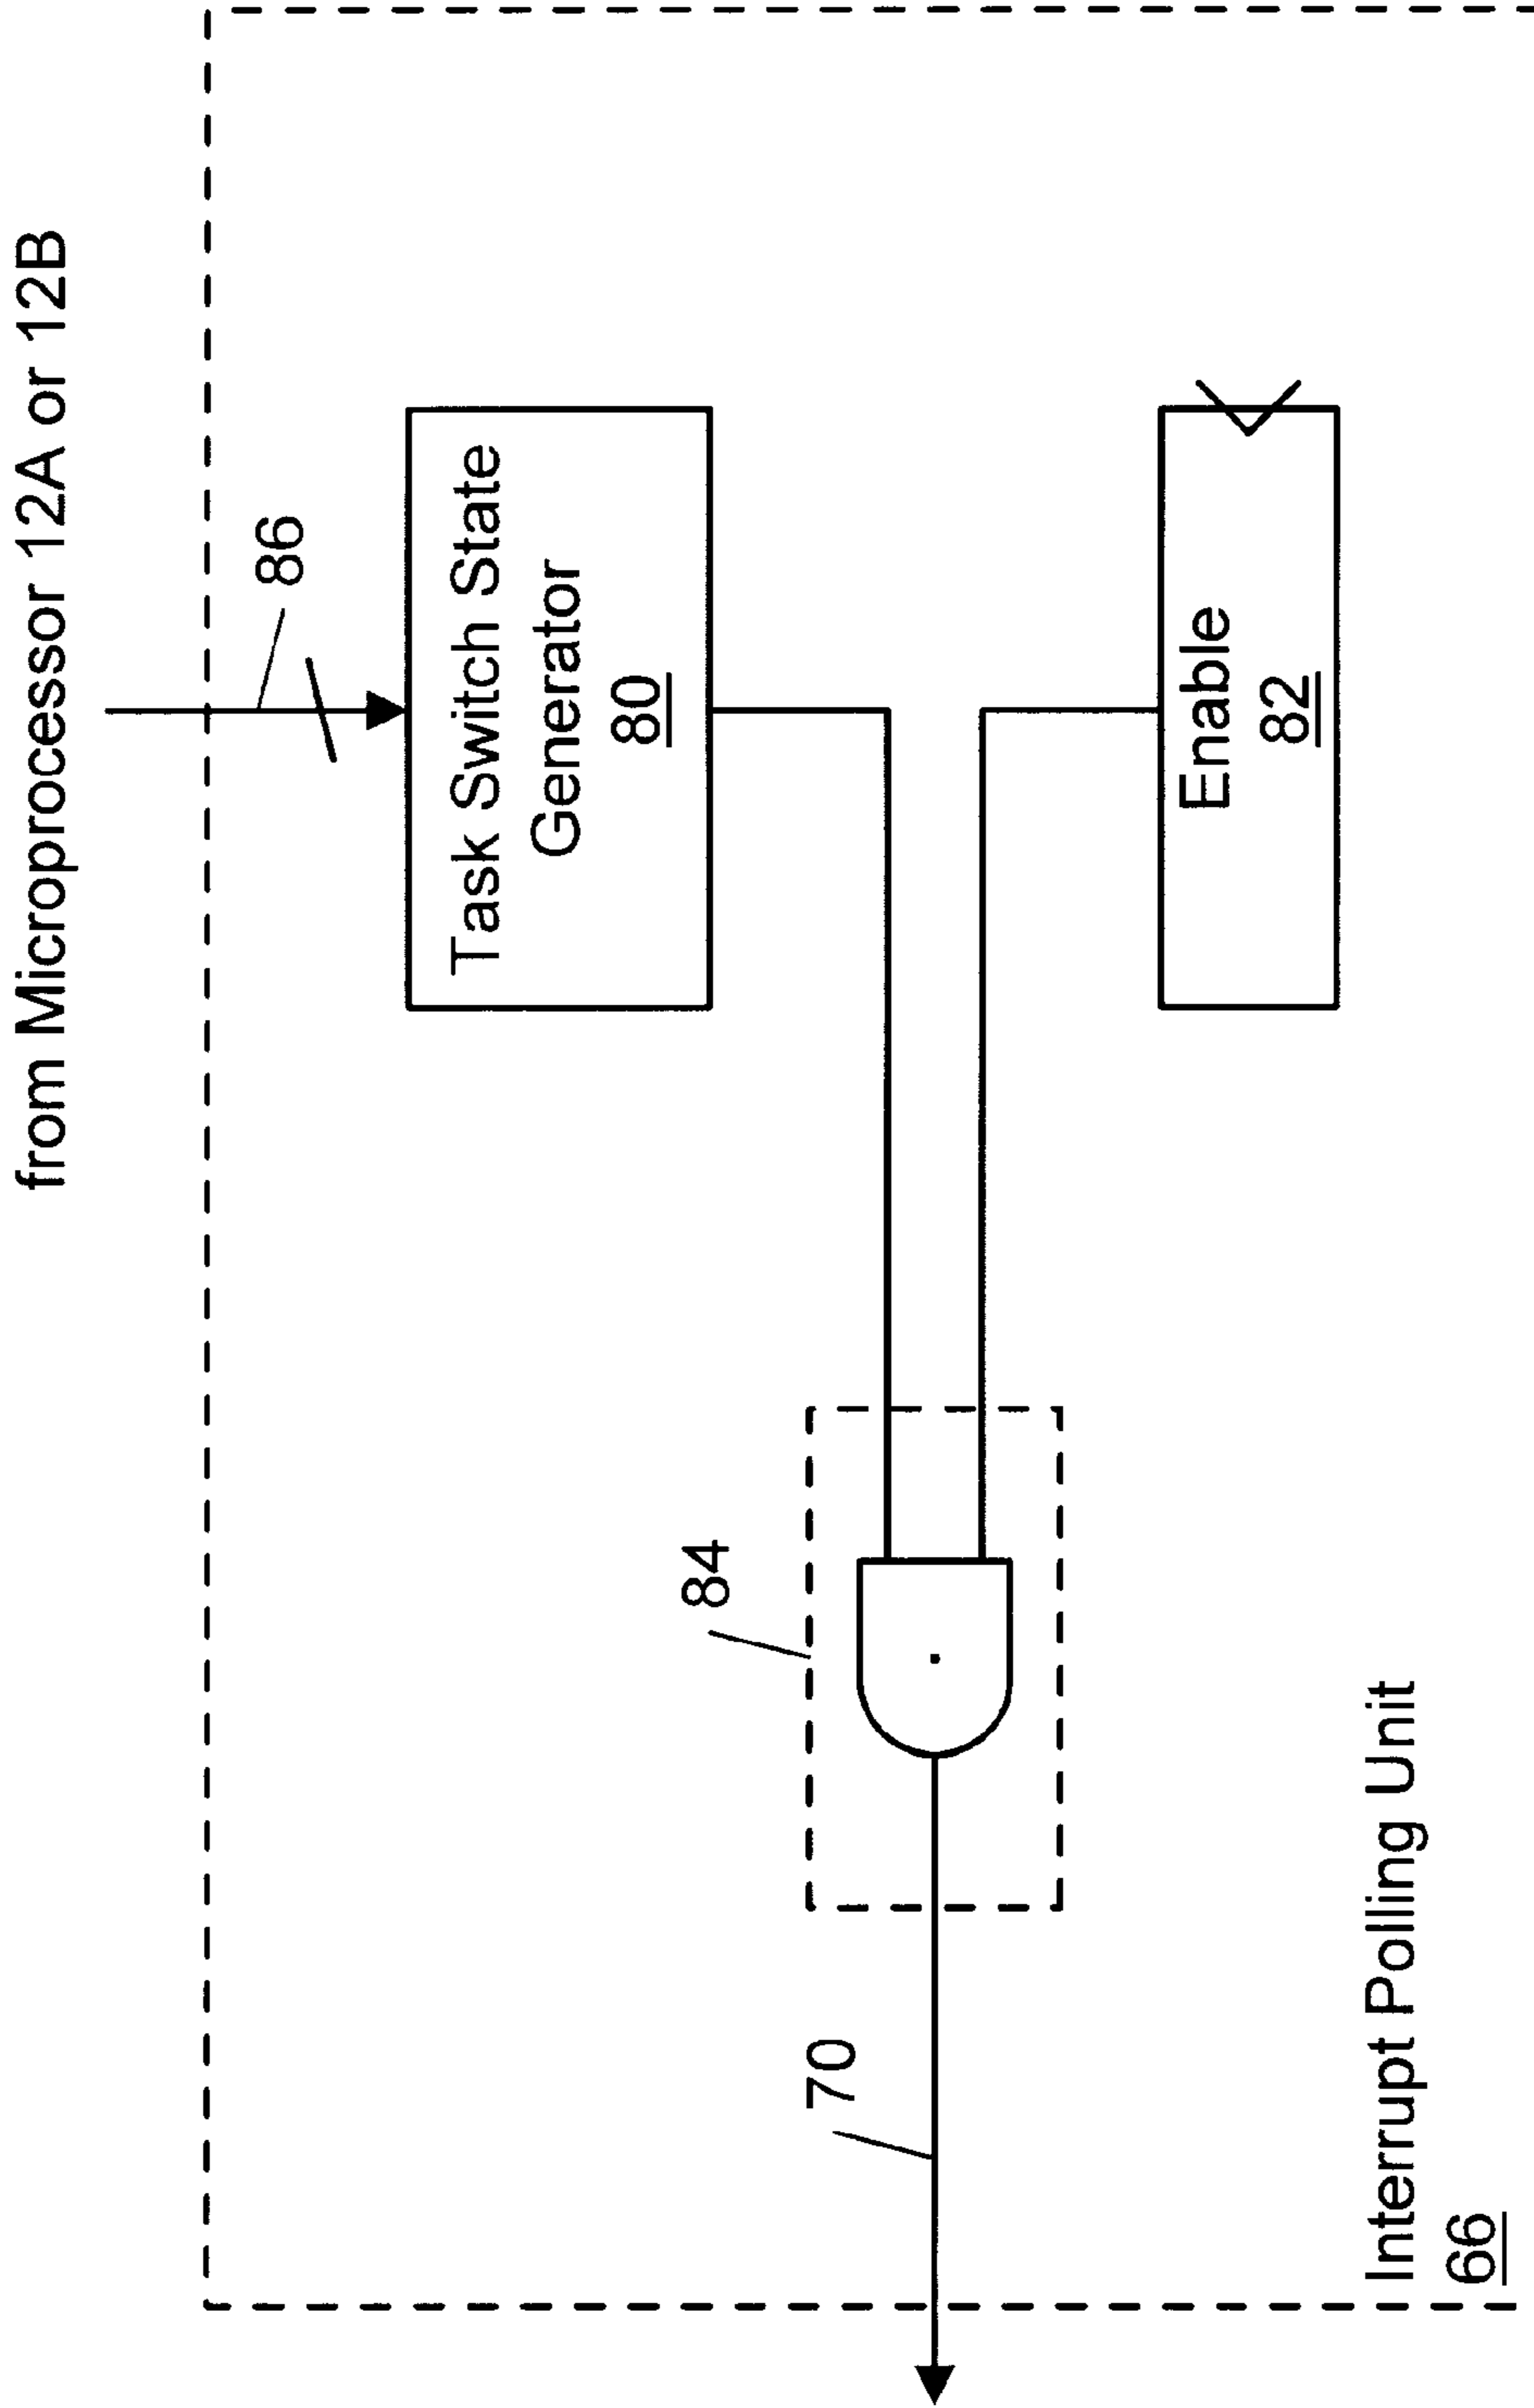 from Microprocessor 12A or 12B
86
Task Switch State
Generator
80
84
70
Enable
82
Interrupt Polling Unit
66